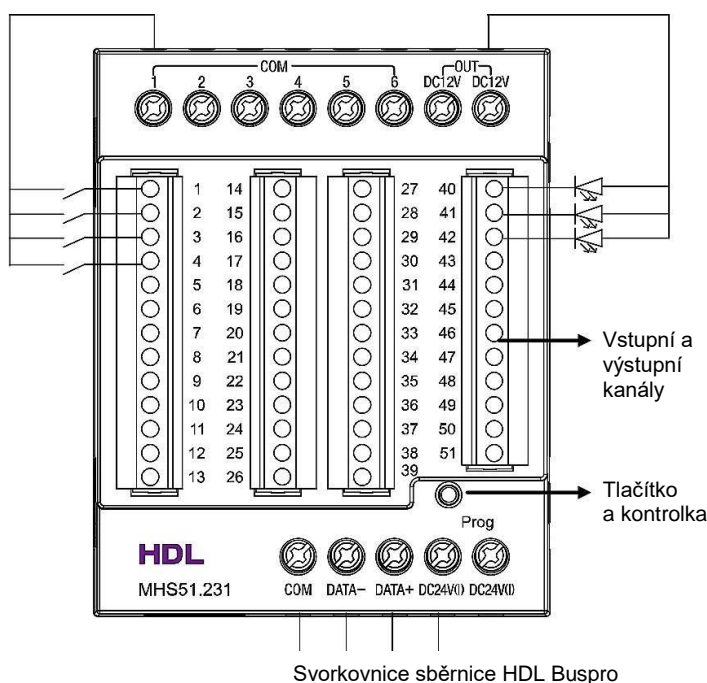 COM OUT
1 2 3 4 5 6 DC12V DC12V
1 14 27 40
2 15 28 41
3 16 29 42
4 17 30 43
5 18 31 44
6 19 32 45
7 20 33 46
8 21 34 47
9 22 35 48
10 23 36 49
11 24 37 50
12 25 38 51
13 26 39
Vstupní a
výstupní
kanály
Tlačítko
a kontrolka
Prog
HDL
MHS51.231
COM DATA− DATA+ DC24V(I) DC24V(I)
Svorkovnice sběrnice HDL Buspro